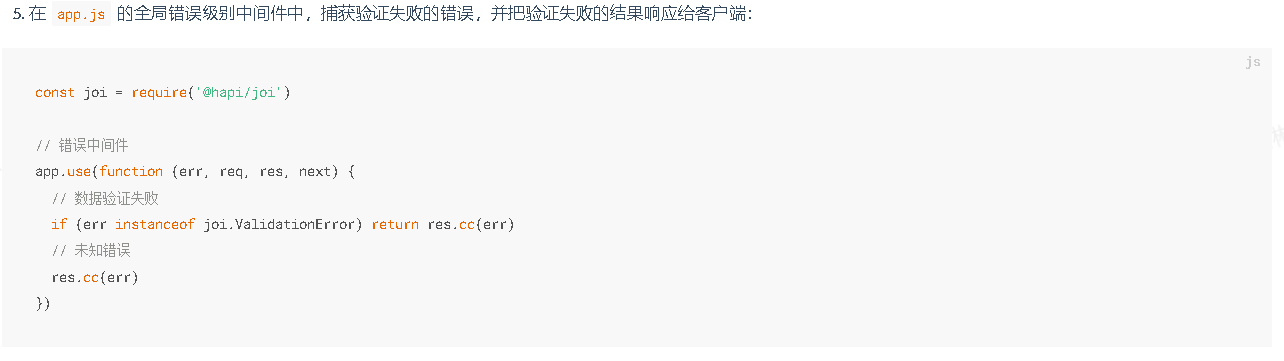 5. 在 app.js 的全局错误级别中间件中，捕获验证失败的错误，并把验证失败的结果响应给客户端：
js
const joi = require('@hapi/joi')
// 错误中间件
app.use(function (err, req, res, next) {
  // 数据验证失败
  if (err instanceof joi.ValidationError) return res.cc(err)
  // 未知错误
  res.cc(err)
})